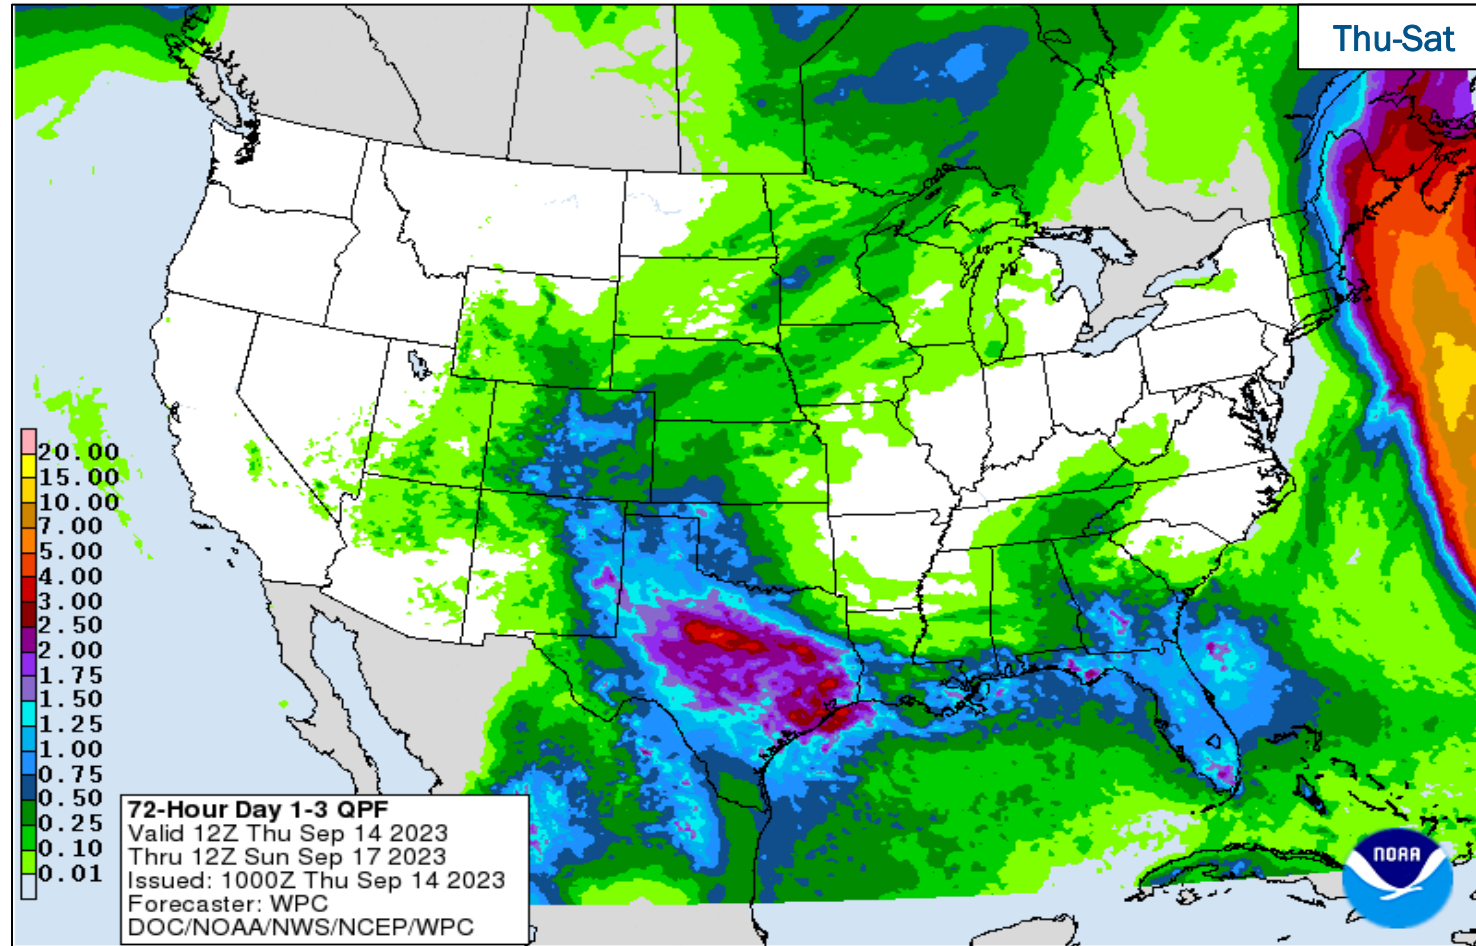 Thu-Sat
20.00
15.00
10.00
7.00
5.00
4.00
3.00
2.50
2.00
1.75
1.50
1.25
1.00
0.75
0.50
0.25
0.10
0.01
72-Hour Day 1-3 QPF
Valid 12Z Thu Sep 14 2023
Thru 12Z Sun Sep 17 2023
Issued: 1000Z Thu Sep 14 2023
Forecaster: WPC
DOC/NOAA/NWS/NCEP/WPC
NOAA